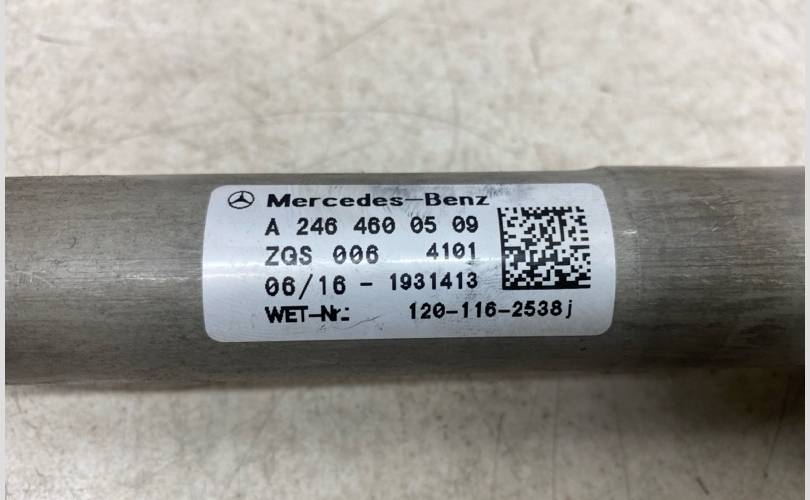 Mercedes-Benz
A 246 460 05 09
ZGS 006 4101
06/16 - 1931413
WET-Nr.: 120-116-2538j